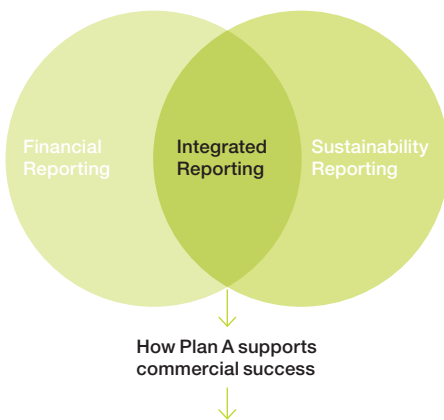 Financial
Reporting
Integrated
Reporting
Sustainability
Reporting
How Plan A supports
commercial success